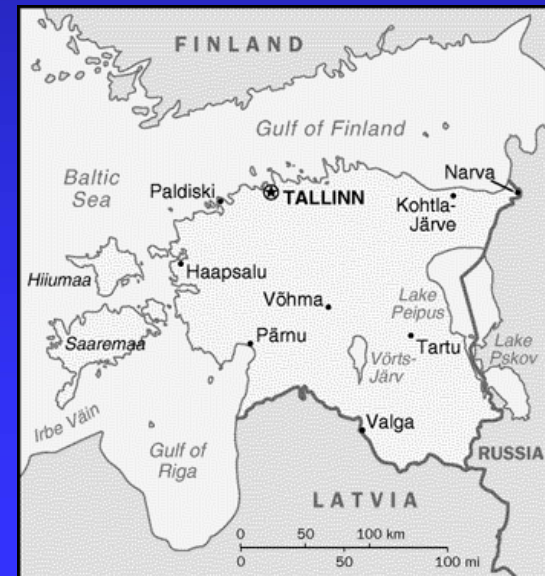 FINLAND
Gulf of Finland
Baltic
Sea
Narva
Paldiski
TALLINN
Kohtla-
Järve
Haapsalu
Hiiumaa
Võhma
Lake
Peipus
Saaremaa
Pärnu
Tartu
Lake
Pskov
Võrts-
Järv
Irbe Väin
Valga
Gulf of
Riga
RUSSIA
LATVIA
0 50 100 km
0 50 100 mi